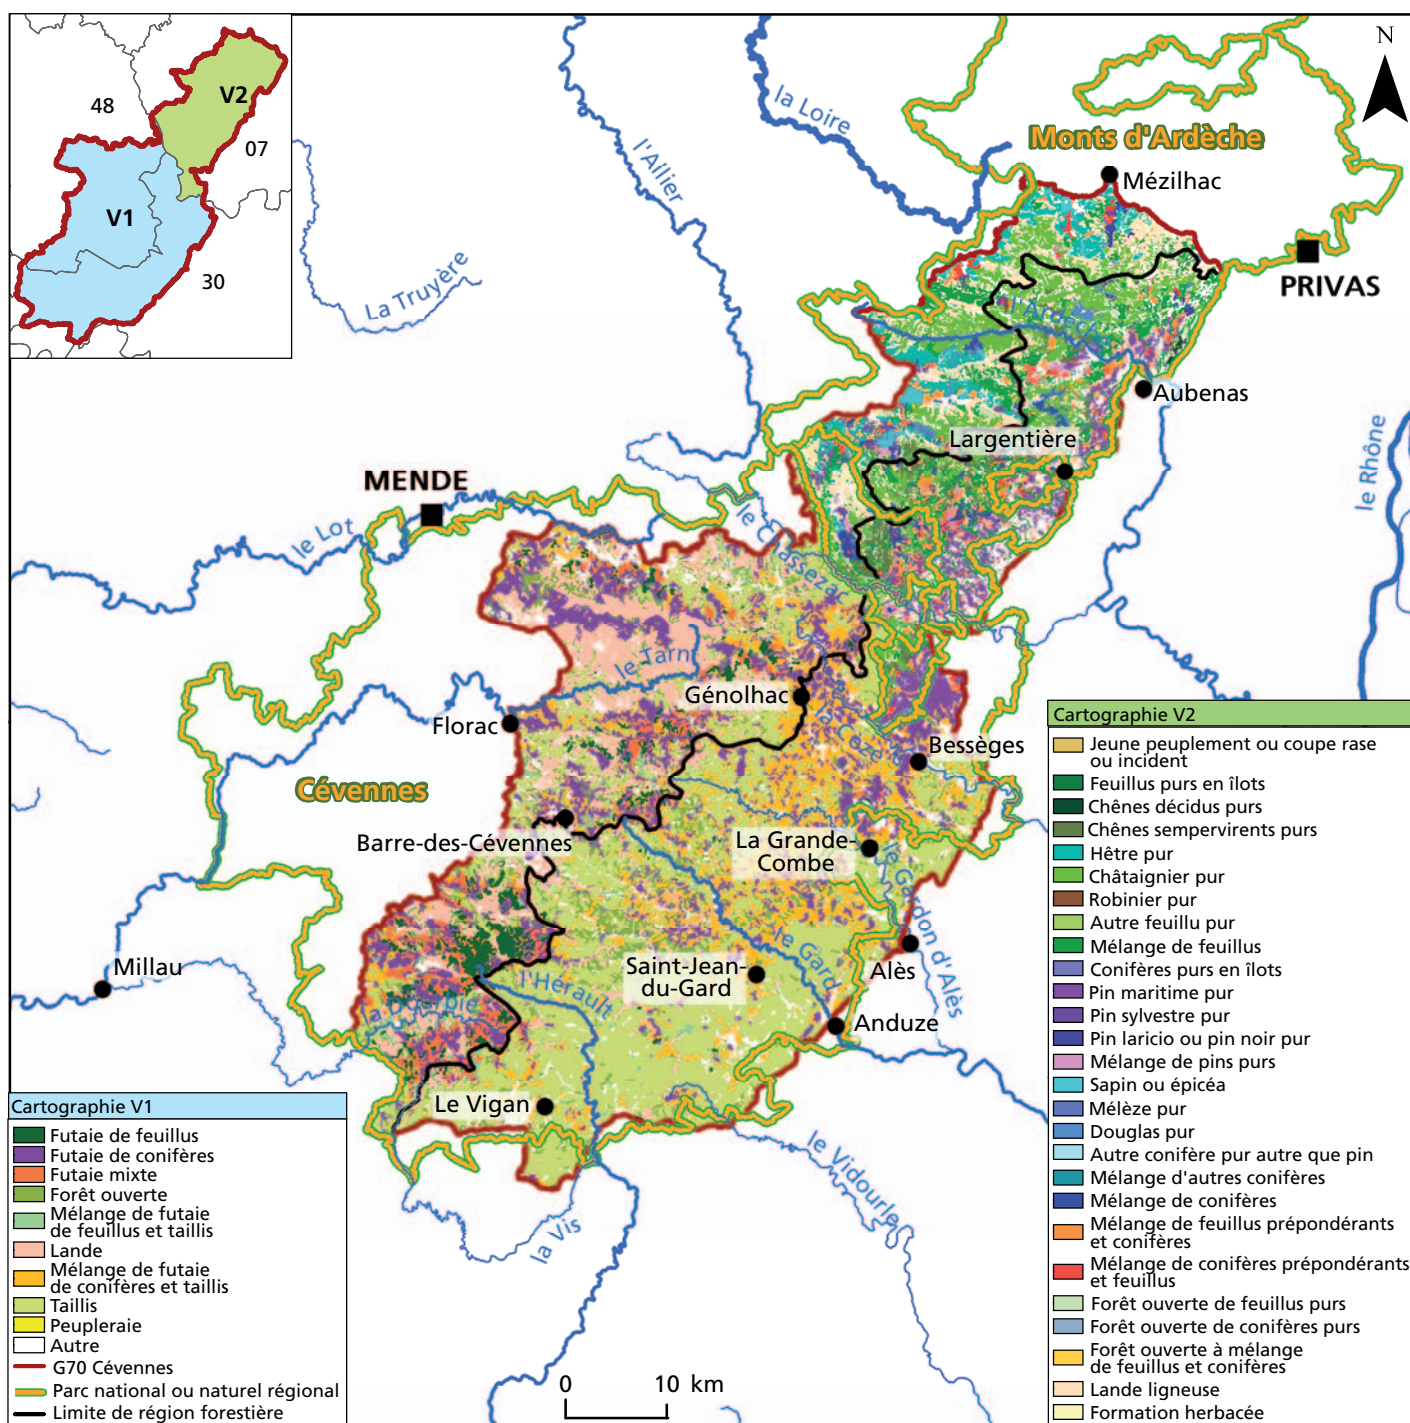 48
V2
07
V1
30
N
la Loire
l'Allier
Monts d'Ardèche
Mézilhac
La Truyère
PRIVAS
l'Ardèche
Aubenas
Largentière
le Rhône
MENDE
le Lot
le Chassezac
le Tarn
Génolhac
Florac
la Cèze
Bessèges
Cévennes
Barre-des-Cévennes
La Grande-
Combe
le Gardon d'Alès
le Gard
Saint-Jean-
du-Gard
Alès
Millau
l'Hérault
la Dourbie
Anduze
Le Vigan
le Vidourle
la Vis
0 10 km
Cartographie V1
Futaie de feuillus
Futaie de conifères
Futaie mixte
Forêt ouverte
Mélange de futaie
de feuillus et taillis
Lande
Mélange de futaie
de conifères et taillis
Taillis
Peupleraie
Autre
G70 Cévennes
Parc national ou naturel régional
Limite de région forestière
Cartographie V2
Jeune peuplement ou coupe rase
ou incident
Feuillus purs en îlots
Chênes décidus purs
Chênes sempervirents purs
Hêtre pur
Châtaignier pur
Robinier pur
Autre feuillu pur
Mélange de feuillus
Conifères purs en îlots
Pin maritime pur
Pin sylvestre pur
Pin laricio ou pin noir pur
Mélange de pins purs
Sapin ou épicéa
Mélèze pur
Douglas pur
Autre conifère pur autre que pin
Mélange d'autres conifères
Mélange de conifères
Mélange de feuillus prépondérants
et conifères
Mélange de conifères prépondérants
et feuillus
Forêt ouverte de feuillus purs
Forêt ouverte de conifères purs
Forêt ouverte à mélange
de feuillus et conifères
Lande ligneuse
Formation herbacée